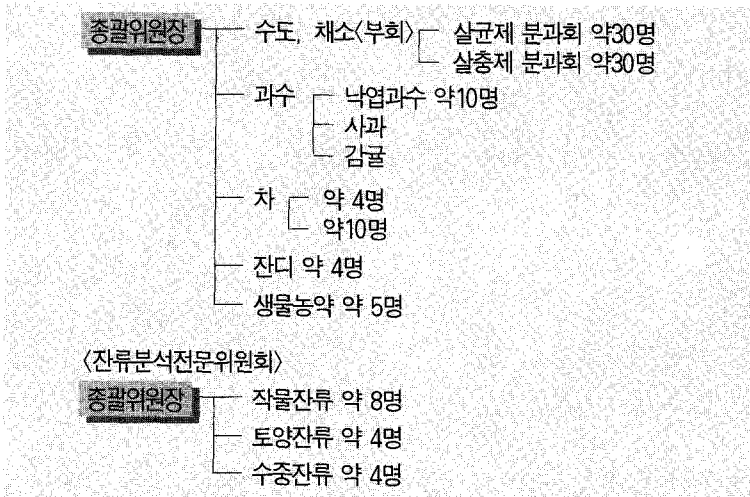 총괄위원장 수도, 채소〈부회〉 살균제 분과회 약30명
살충제 분과회 약30명
과수 낙엽과수 약10명
사과
감귤
차 약 4명
약10명
잔디 약 4명
생물농약 약 5명
〈잔류분석전문위원회〉
총괄위원장 작물잔류 약 8명
토양잔류 약 4명
수중잔류 약 4명